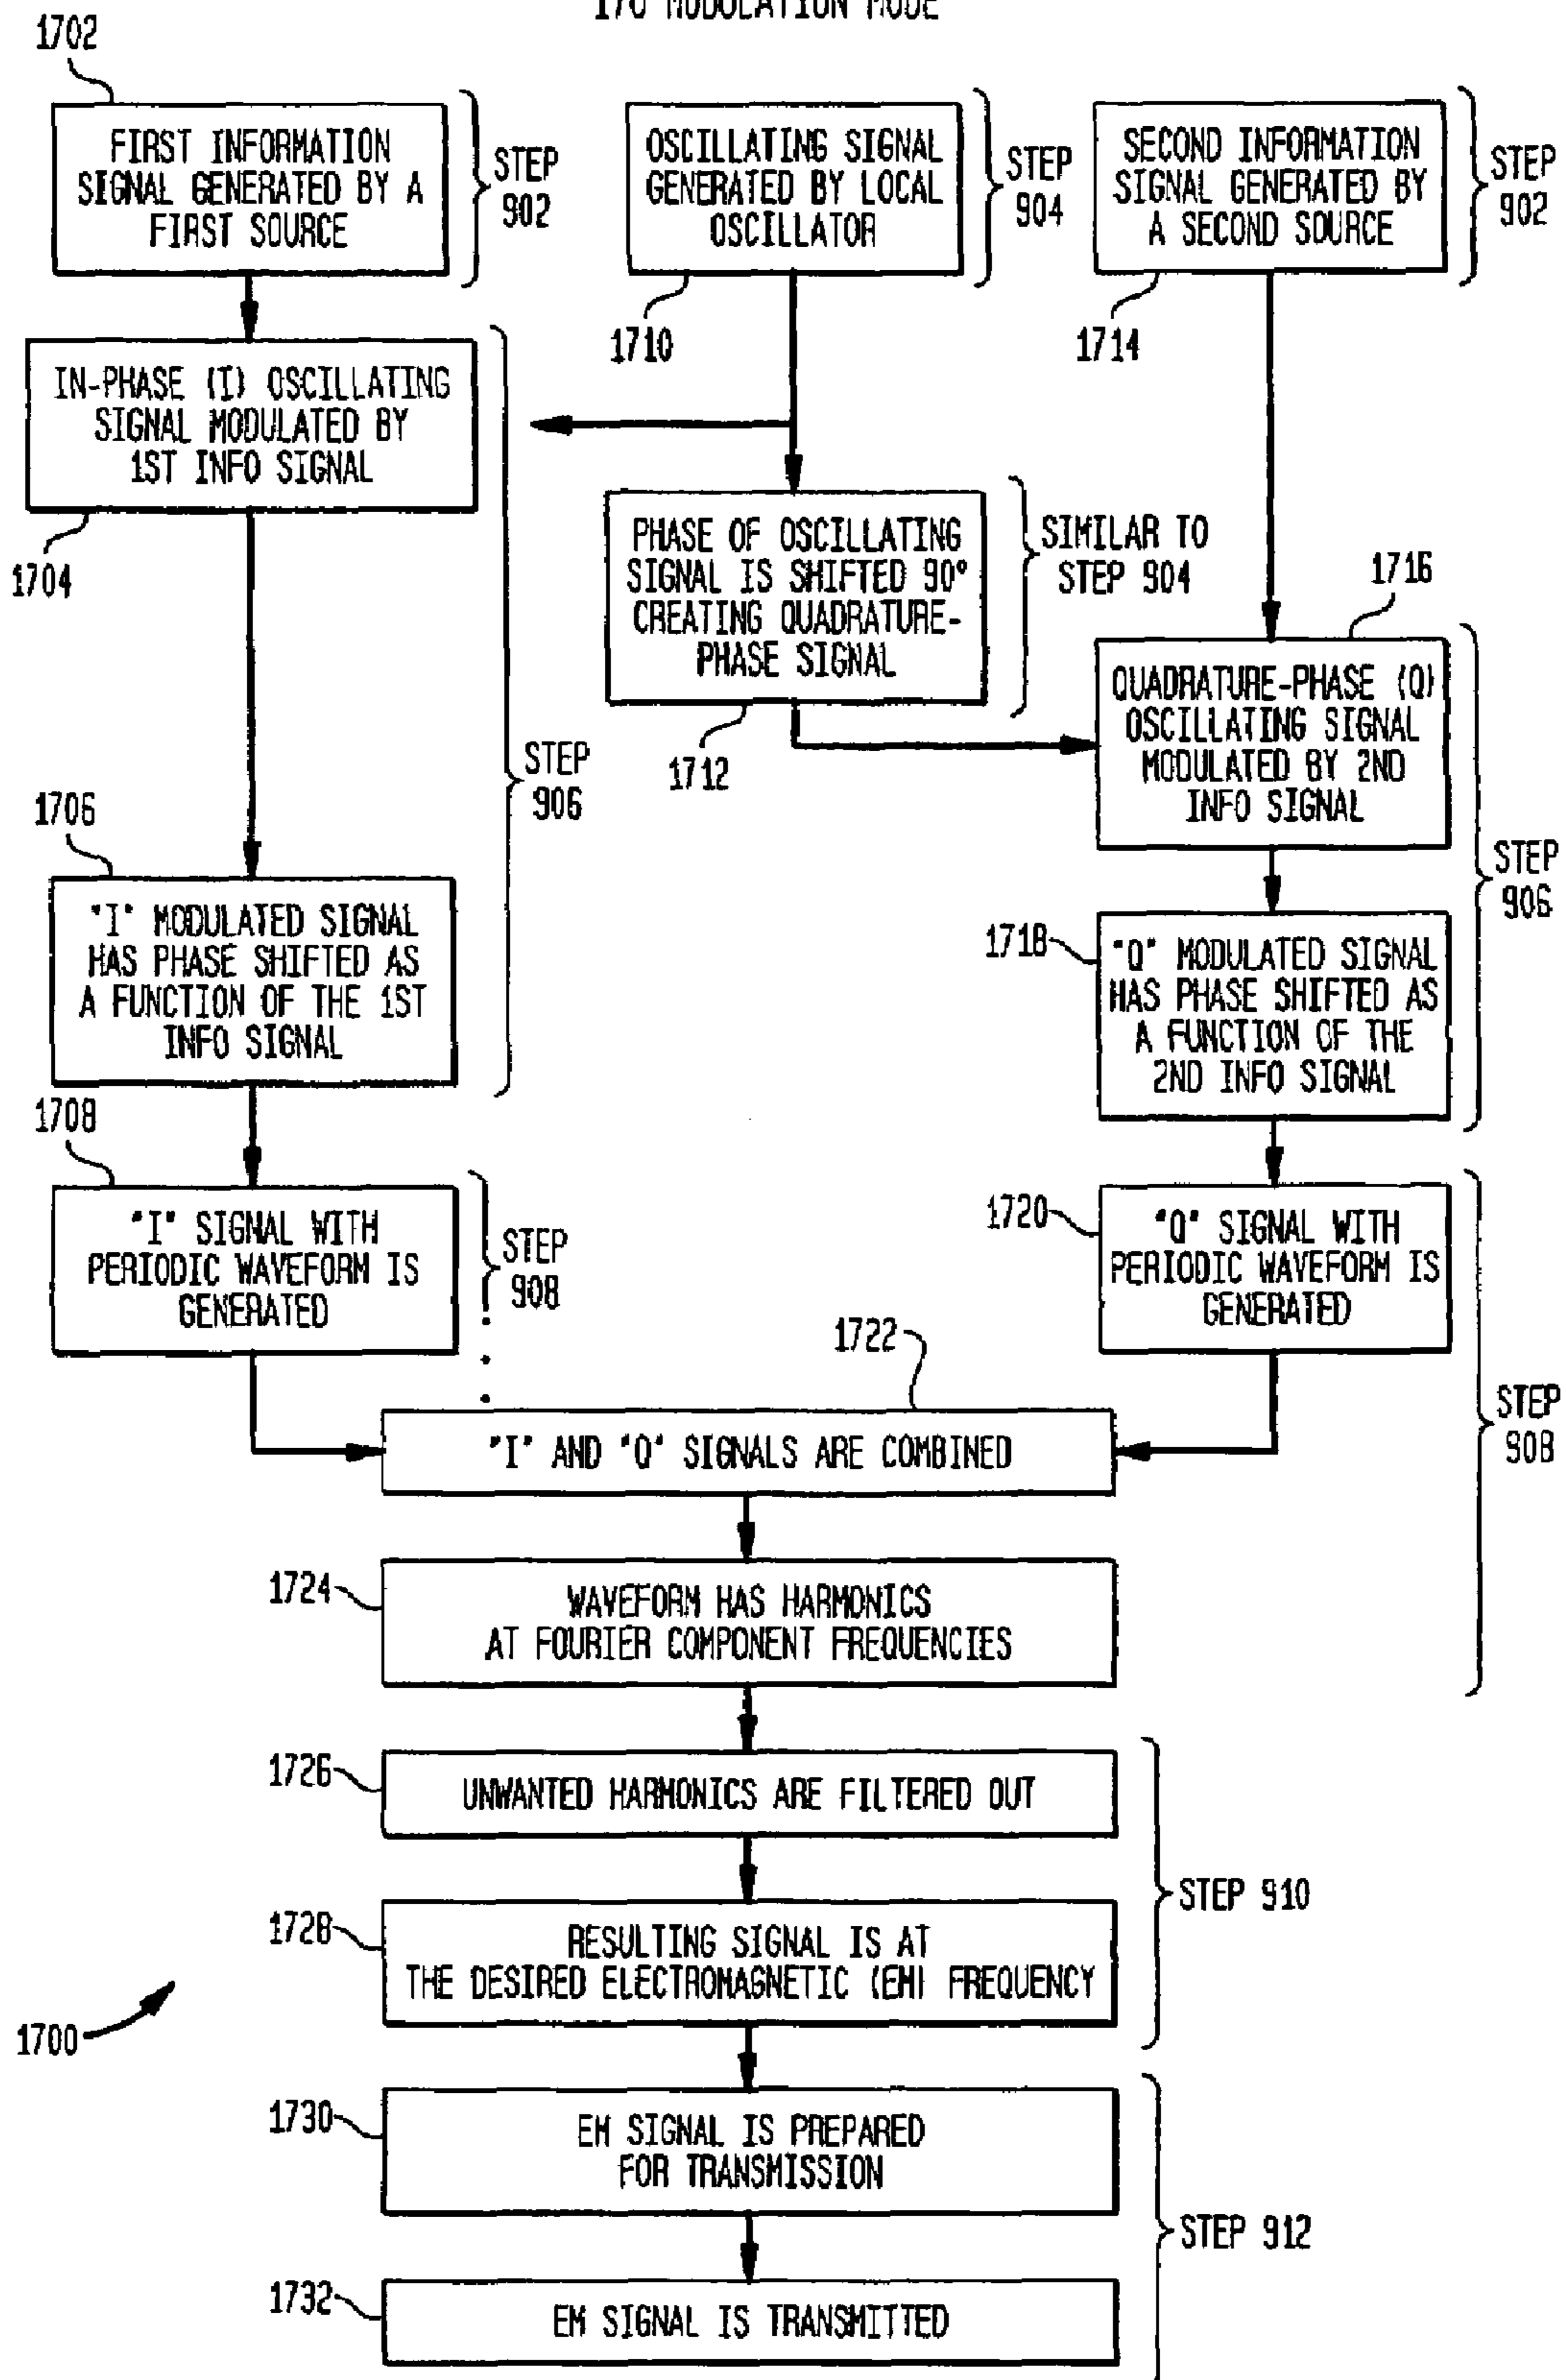 I/Q MODULATION MODE
1702
FIRST INFORMATION
SIGNAL GENERATED BY A
FIRST SOURCE
STEP
902
OSCILLATING SIGNAL
GENERATED BY LOCAL
OSCILLATOR
STEP
904
1710
SECOND INFORMATION
SIGNAL GENERATED BY
A SECOND SOURCE
STEP
902
1714
IN-PHASE (I) OSCILLATING
SIGNAL MODULATED BY
1ST INFO SIGNAL
1704
PHASE OF OSCILLATING
SIGNAL IS SHIFTED 90°
CREATING QUADRATURE-
PHASE SIGNAL
SIMILAR TO
STEP 904
1712
1716
QUADRATURE-PHASE (Q)
OSCILLATING SIGNAL
MODULATED BY 2ND
INFO SIGNAL
STEP
906
1706
"I" MODULATED SIGNAL
HAS PHASE SHIFTED AS
A FUNCTION OF THE 1ST
INFO SIGNAL
STEP
906
1718
"Q" MODULATED SIGNAL
HAS PHASE SHIFTED AS
A FUNCTION OF THE
2ND INFO SIGNAL
1708
"I" SIGNAL WITH
PERIODIC WAVEFORM IS
GENERATED
STEP
908
1720
"Q" SIGNAL WITH
PERIODIC WAVEFORM IS
GENERATED
STEP
908
1722
"I" AND "Q" SIGNALS ARE COMBINED
1724
WAVEFORM HAS HARMONICS
AT FOURIER COMPONENT FREQUENCIES
1726
UNWANTED HARMONICS ARE FILTERED OUT
STEP 910
1728
RESULTING SIGNAL IS AT
THE DESIRED ELECTROMAGNETIC (EM) FREQUENCY
1700
1730
EM SIGNAL IS PREPARED
FOR TRANSMISSION
STEP 912
1732
EM SIGNAL IS TRANSMITTED